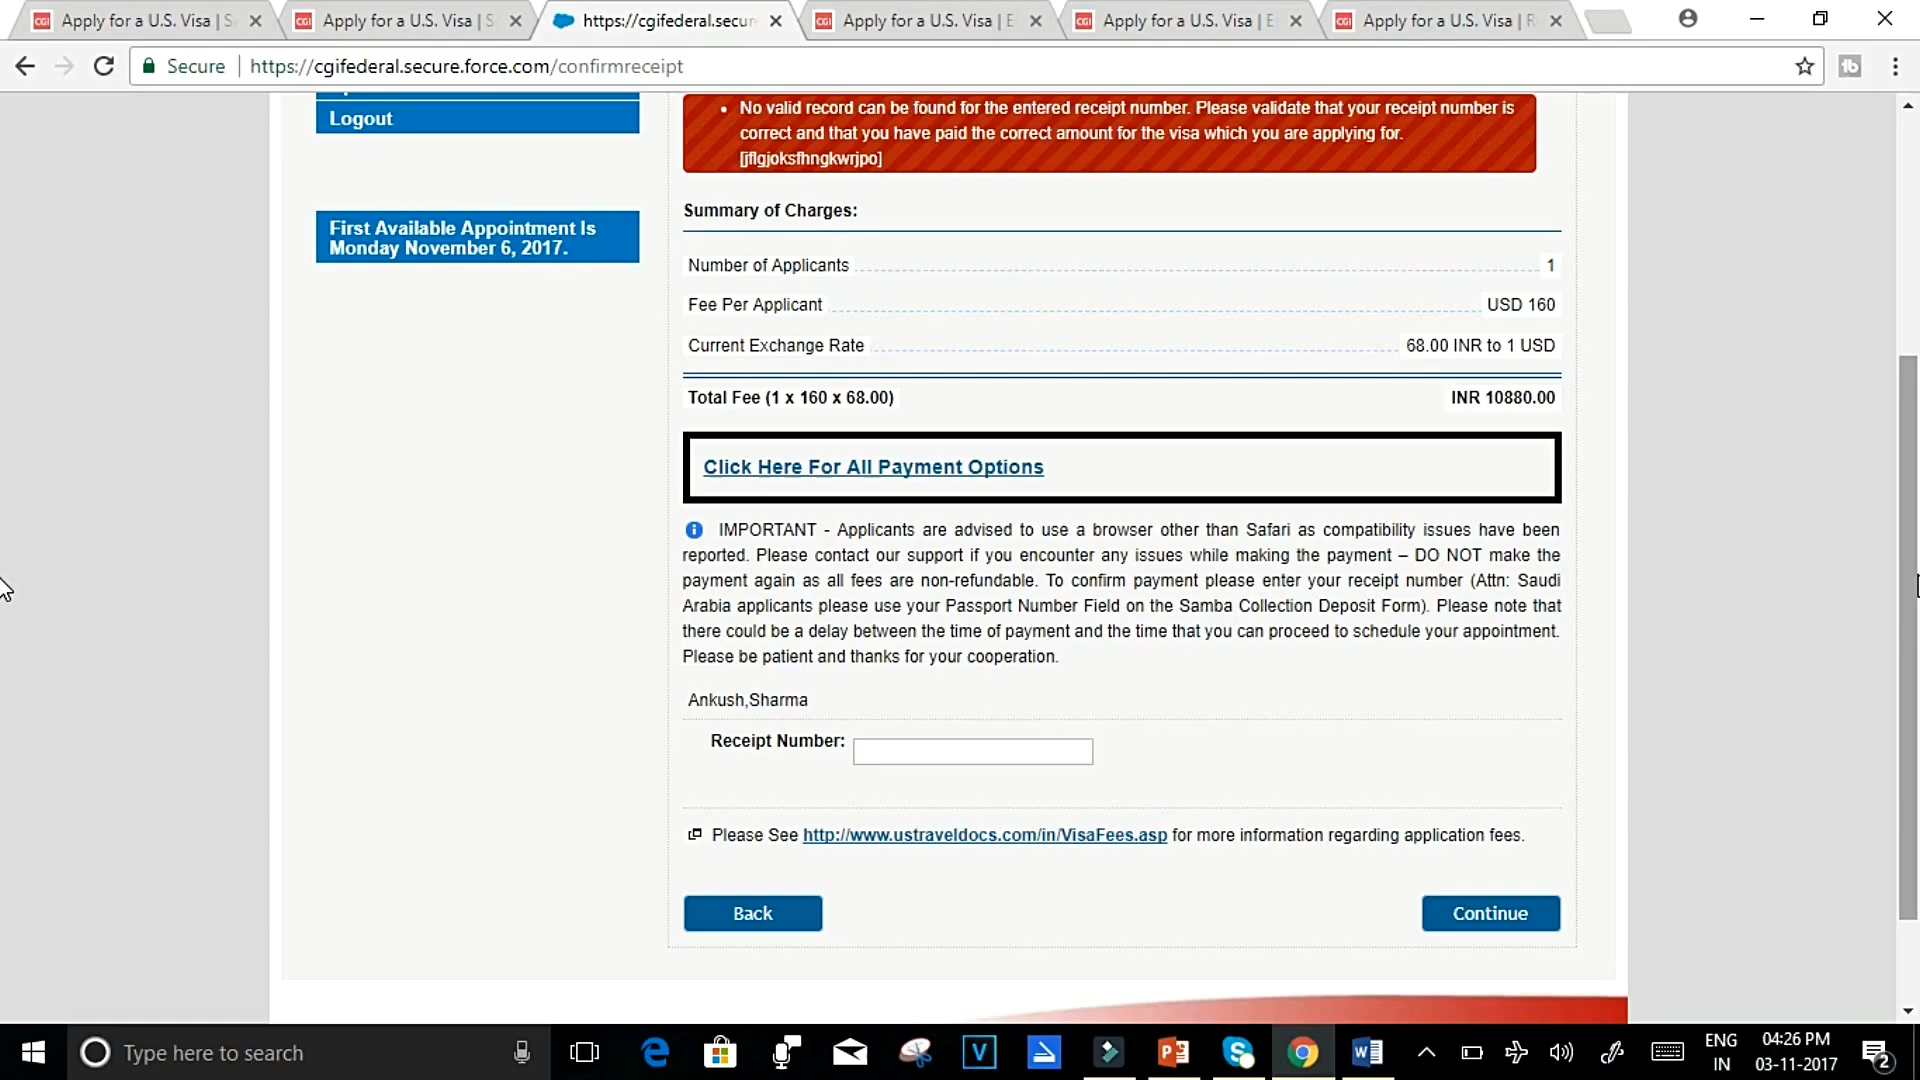 Apply for a U.S. Visa | S
Apply for a U.S. Visa | S
https://cgifederal.secure
Apply for a U.S. Visa | E
Apply for a U.S. Visa | E
Apply for a U.S. Visa | R
Secure
https://cgifederal.secure.force.com/confirmreceipt
Logout
First Available Appointment Is
Monday November 6, 2017.
No valid record can be found for the entered receipt number. Please validate that your receipt number is
correct and that you have paid the correct amount for the visa which you are applying for.
[jflgjoksfhngkwrjpo]
Summary of Charges:
Number of Applicants 1
Fee Per Applicant USD 160
Current Exchange Rate 68.00 INR to 1 USD
Total Fee (1 x 160 x 68.00) INR 10880.00
Click Here For All Payment Options
IMPORTANT - Applicants are advised to use a browser other than Safari as compatibility issues have been
reported. Please contact our support if you encounter any issues while making the payment – DO NOT make the
payment again as all fees are non-refundable. To confirm payment please enter your receipt number (Attn: Saudi
Arabia applicants please use your Passport Number Field on the Samba Collection Deposit Form). Please note that
there could be a delay between the time of payment and the time that you can proceed to schedule your appointment.
Please be patient and thanks for your cooperation.
Ankush,Sharma
Receipt Number:
Please See http://www.ustraveldocs.com/in/VisaFees.asp for more information regarding application fees.
Back
Continue
Type here to search
ENG
IN
04:26 PM
03-11-2017
2